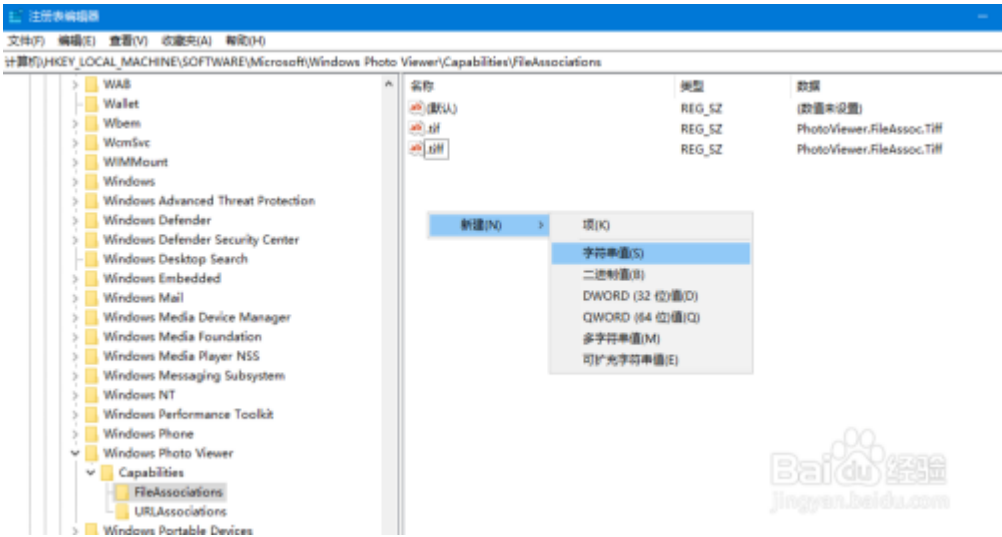 注册表编辑器
文件(F) 编辑(E) 查看(V) 收藏夹(A) 帮助(H)
计算机\HKEY_LOCAL_MACHINE\SOFTWARE\Microsoft\Windows Photo Viewer\Capabilities\FileAssociations
WAB
Wallet
Wbem
WcmSvc
WIMMount
Windows
Windows Advanced Threat Protection
Windows Defender
Windows Defender Security Center
Windows Desktop Search
Windows Embedded
Windows Mail
Windows Media Device Manager
Windows Media Foundation
Windows Media Player NSS
Windows Messaging Subsystem
Windows NT
Windows Performance Toolkit
Windows Phone
Windows Photo Viewer
Capabilities
FileAssociations
URLAssociations
Windows Portable Devices
名称 类型 数据
(默认) REG_SZ (数值未设置)
.tif REG_SZ PhotoViewer.FileAssoc.Tiff
.tiff REG_SZ PhotoViewer.FileAssoc.Tiff
新建(N)
项(K)
字符串值(S)
二进制值(B)
DWORD (32 位)值(D)
QWORD (64 位)值(Q)
多字符串值(M)
可扩充字符串值(E)
Baidu经验
jingyan.baidu.com